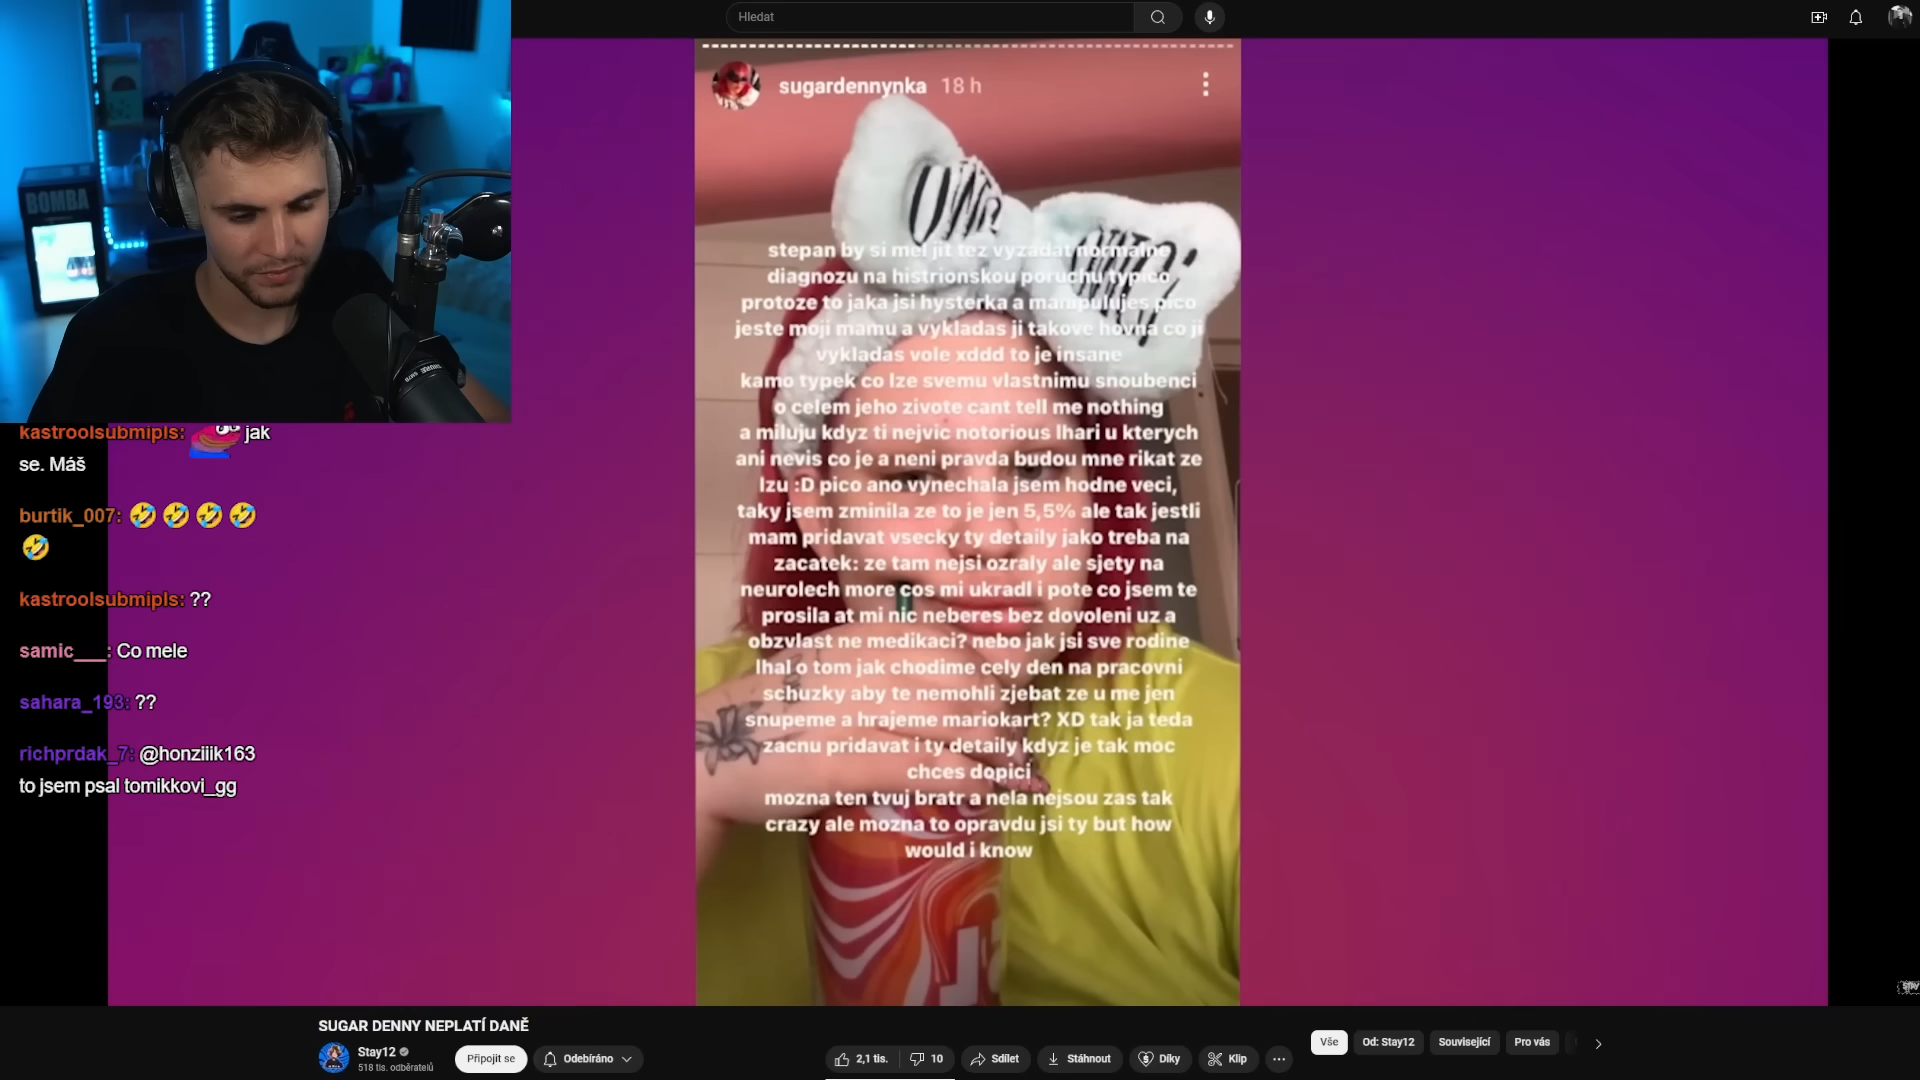 Hledat
BOMBA
sugardennynka 18 h
stepan by si mel jit tez vyzadat normalne
diagnozu na histrionskou poruchu typico
protoze to jaka jsi hysterka a manipulujes pico
jeste moji mamu a vykladas ji takove hovna co ji
vykladas vole xddd to je insane
kamo typek co lze svemu vlastnimu snoubenci
o celem jeho zivote cant tell me nothing
a miluju kdyz ti nejvic notorious lhari u kterych
ani nevis co je a neni pravda budou mne rikat ze
lzu :D pico ano vynechala jsem hodne veci,
taky jsem zminila ze to je jen 5,5% ale tak jestli
mam pridavat vsecky ty detaily jako treba na
zacatek: ze tam nejsi ozraly ale sjety na
neurolech more cos mi ukradl i pote co jsem te
prosila at mi nic neberes bez dovoleni uz a
obzvlast ne medikaci? nebo jak jsi sve rodine
lhal o tom jak chodime cely den na pracovni
schuzky aby te nemohli zjebat ze u me jen
snupeme a hrajeme mariokart? XD tak ja teda
zacnu pridavat i ty detaily kdyz je tak moc
chces dopici
mozna ten tvuj bratr a nela nejsou zas tak
crazy ale mozna to opravdu jsi ty but how
would i know
kastroolsubmipls: jak
se. Máš
burtik_007: 🤣 🤣 🤣 🤣
🤣
kastroolsubmipls: ??
samic___: Co mele
sahara_193: ??
richprdak_7: @honziiik163
to jsem psal tomikkovi_gg
SUGAR DENNY NEPLATÍ DANĚ
Stay12
518 tis. odběratelů
Připojit se
Odebíráno
2,1 tis.
10
Sdílet
Stáhnout
Díky
Klip
Vše
Od: Stay12
Související
Pro vás